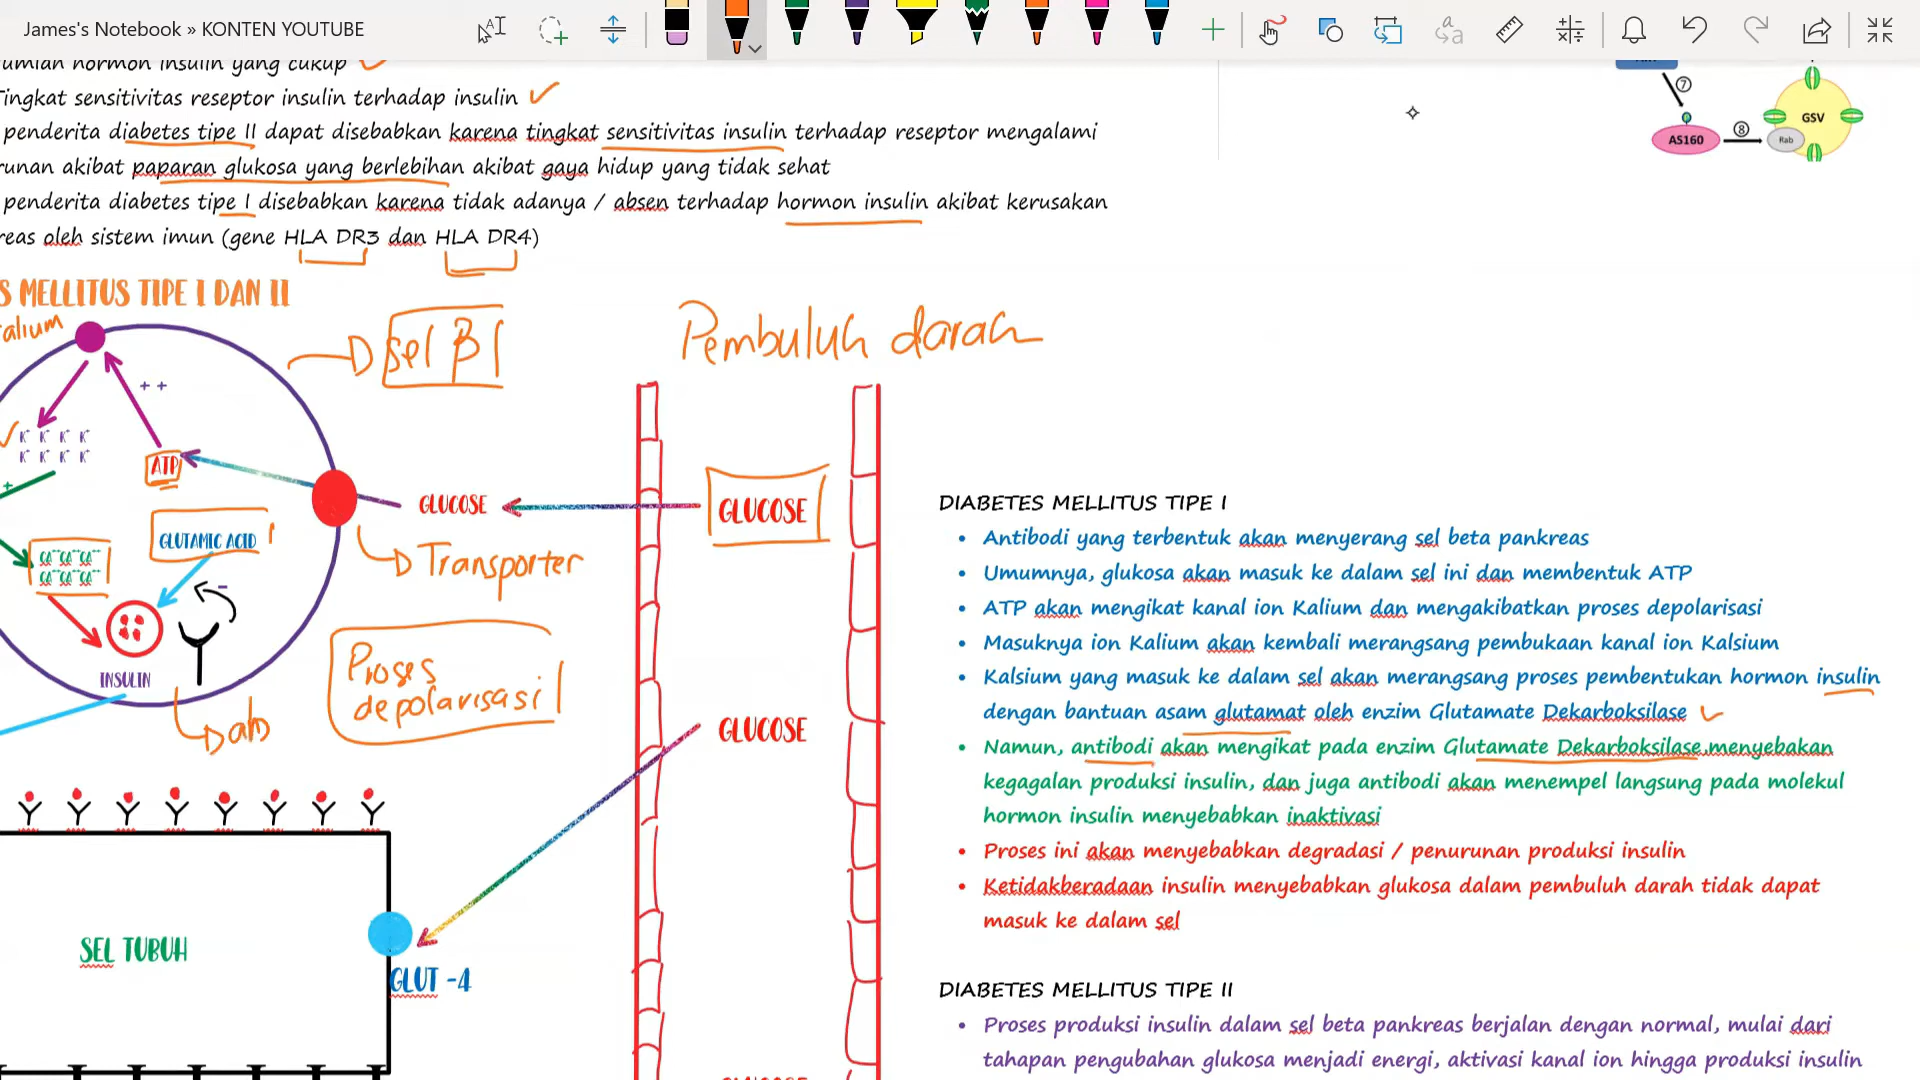 James's Notebook » KONTEN YOUTUBE
hormon insulin yang cukup
Tingkat sensitivitas reseptor insulin terhadap insulin
penderita diabetes tipe II dapat disebabkan karena tingkat sensitivitas insulin terhadap reseptor mengalami
runan akibat paparan glukosa yang berlebihan akibat gaya hidup yang tidak sehat
penderita diabetes tipe I disebabkan karena tidak adanya / absen terhadap hormon insulin akibat kerusakan
reas oleh sistem imun (gene HLA DR3 dan HLA DR4)
⑦
AS160
⑧
Rab
GSV
S MELLITUS TIPE I DAN II
alium
sel β
Pembuluh darah
+ +
K+ K+ K+ K+
K+ K+ K+ K+
ATP
+
GLUCOSE
GLUCOSE
GLUTAMIC ACID
CA++CA++CA++
CA++CA++CA++
Transporter
-
INSULIN
Proses
depolarisasi
ab
GLUCOSE
SEL TUBUH
GLUT -4
GLUCOSE
DIABETES MELLITUS TIPE I
• Antibodi yang terbentuk akan menyerang sel beta pankreas
• Umumnya, glukosa akan masuk ke dalam sel ini dan membentuk ATP
• ATP akan mengikat kanal ion Kalium dan mengakibatkan proses depolarisasi
• Masuknya ion Kalium akan kembali merangsang pembukaan kanal ion Kalsium
• Kalsium yang masuk ke dalam sel akan merangsang proses pembentukan hormon insulin
dengan bantuan asam glutamat oleh enzim Glutamate Dekarboksilase
• Namun, antibodi akan mengikat pada enzim Glutamate Dekarboksilase,menyebakan
kegagalan produksi insulin, dan juga antibodi akan menempel langsung pada molekul
hormon insulin menyebabkan inaktivasi
• Proses ini akan menyebabkan degradasi / penurunan produksi insulin
• Ketidakberadaan insulin menyebabkan glukosa dalam pembuluh darah tidak dapat
masuk ke dalam sel
DIABETES MELLITUS TIPE II
• Proses produksi insulin dalam sel beta pankreas berjalan dengan normal, mulai dari
tahapan pengubahan glukosa menjadi energi, aktivasi kanal ion hingga produksi insulin